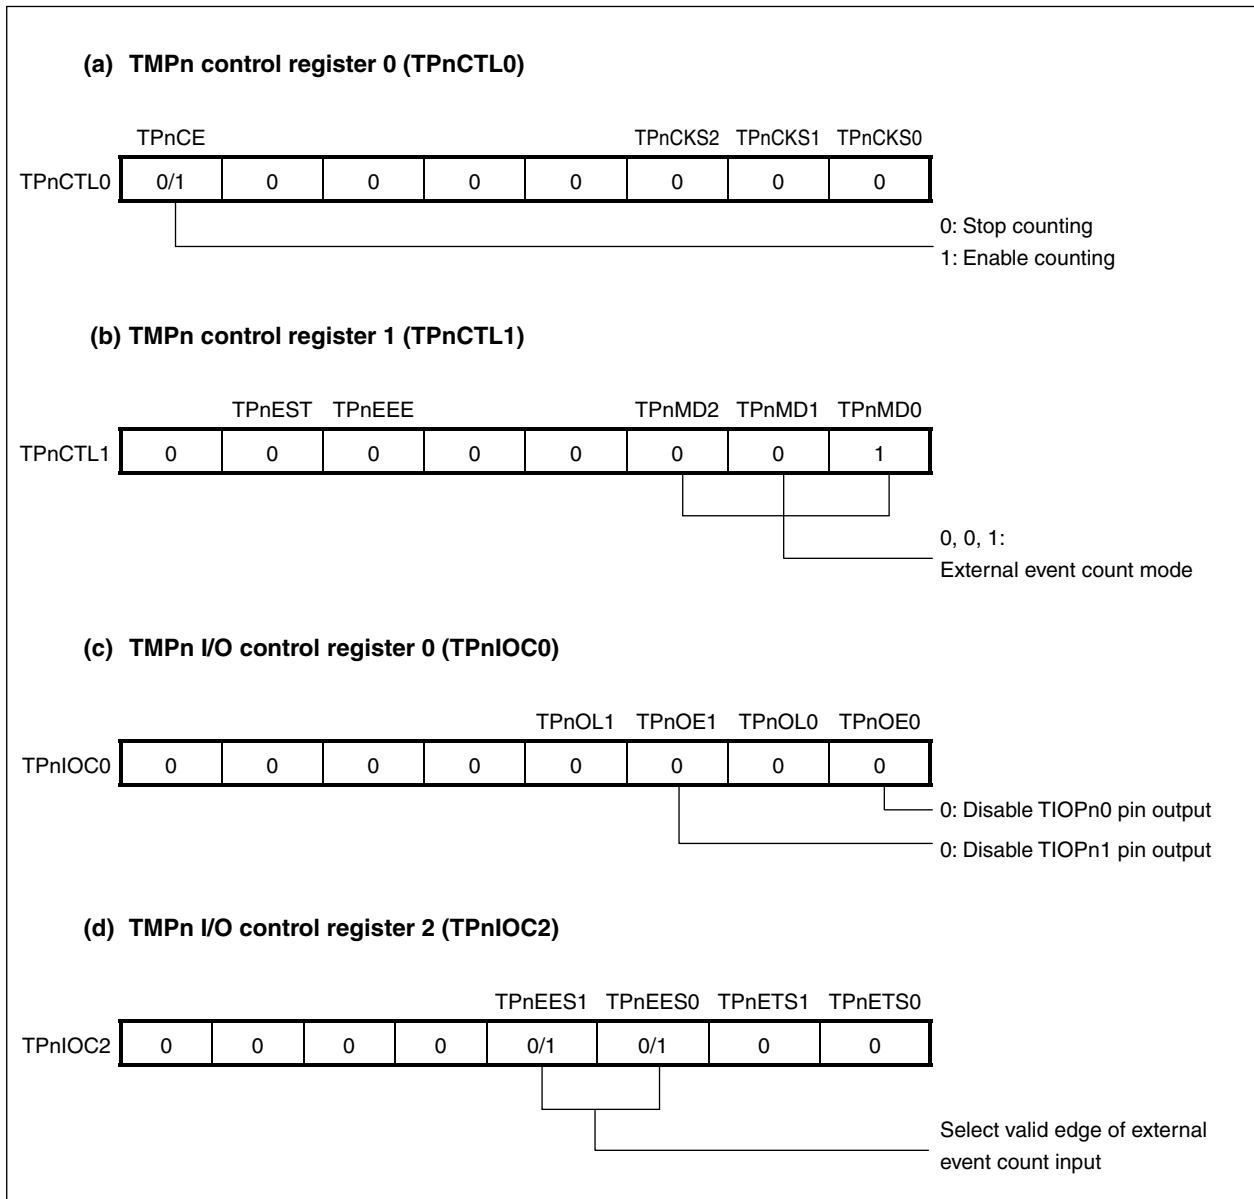 (a) TMPn control register 0 (TPnCTL0)
TPnCE TPnCKS2 TPnCKS1 TPnCKS0
TPnCTL0 0/1 0 0 0 0 0 0 0
0: Stop counting
1: Enable counting
(b) TMPn control register 1 (TPnCTL1)
TPnEST TPnEEE TPnMD2 TPnMD1 TPnMD0
TPnCTL1 0 0 0 0 0 0 0 1
0, 0, 1:
External event count mode
(c) TMPn I/O control register 0 (TPnIOC0)
TPnOL1 TPnOE1 TPnOL0 TPnOE0
TPnIOC0 0 0 0 0 0 0 0 0
0: Disable TIOPn0 pin output
0: Disable TIOPn1 pin output
(d) TMPn I/O control register 2 (TPnIOC2)
TPnEES1 TPnEES0 TPnETS1 TPnETS0
TPnIOC2 0 0 0 0 0/1 0/1 0 0
Select valid edge of external
event count input